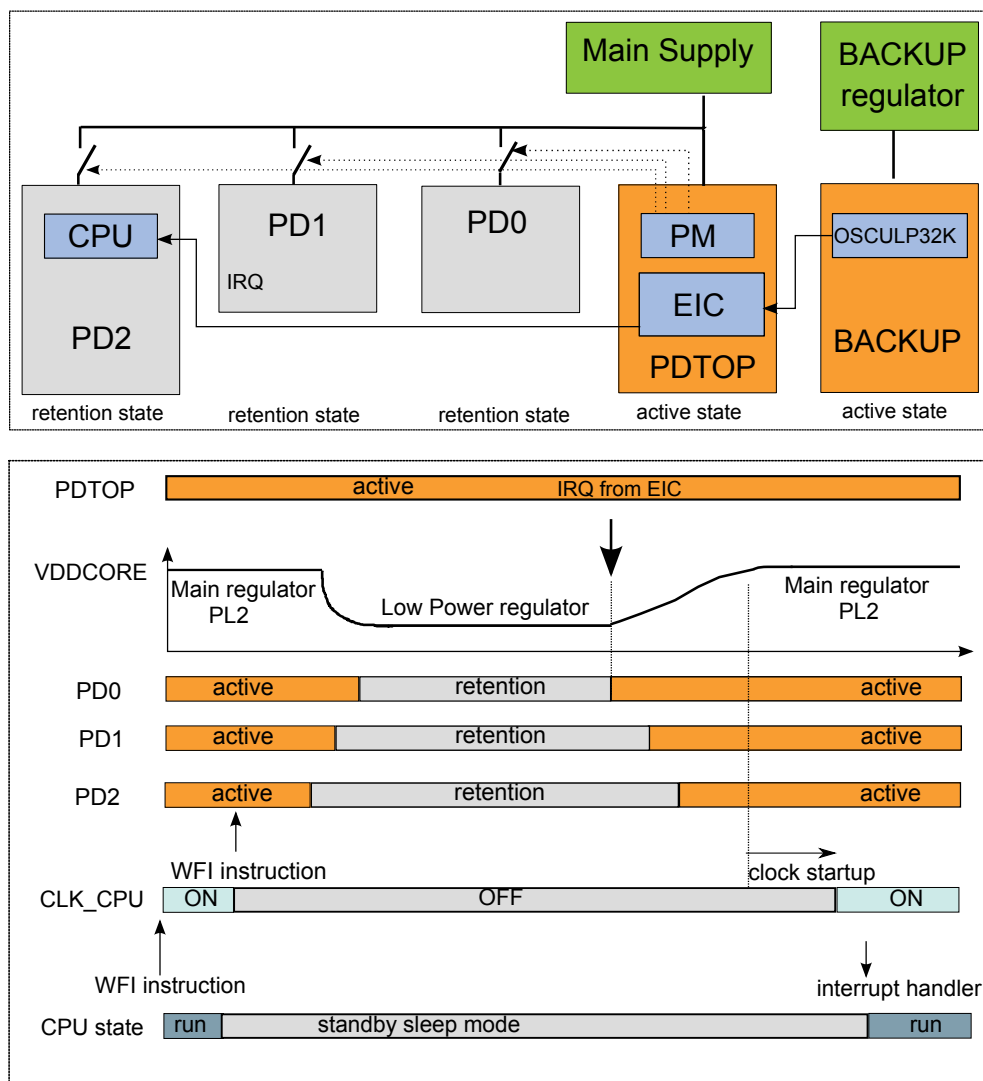 Main Supply
BACKUP
regulator
CPU
PD1
PD0
PM
OSCULP32K
IRQ
EIC
PD2
PDTOP
BACKUP
retention state
retention state
retention state
active state
active state
PDTOP
active
IRQ from EIC
VDDCORE
Main regulator
PL2
Low Power regulator
Main regulator
PL2
PD0
active
retention
active
PD1
active
retention
active
PD2
active
retention
active
WFI instruction
clock startup
CLK_CPU
ON
OFF
ON
WFI instruction
interrupt handler
CPU state
run
standby sleep mode
run